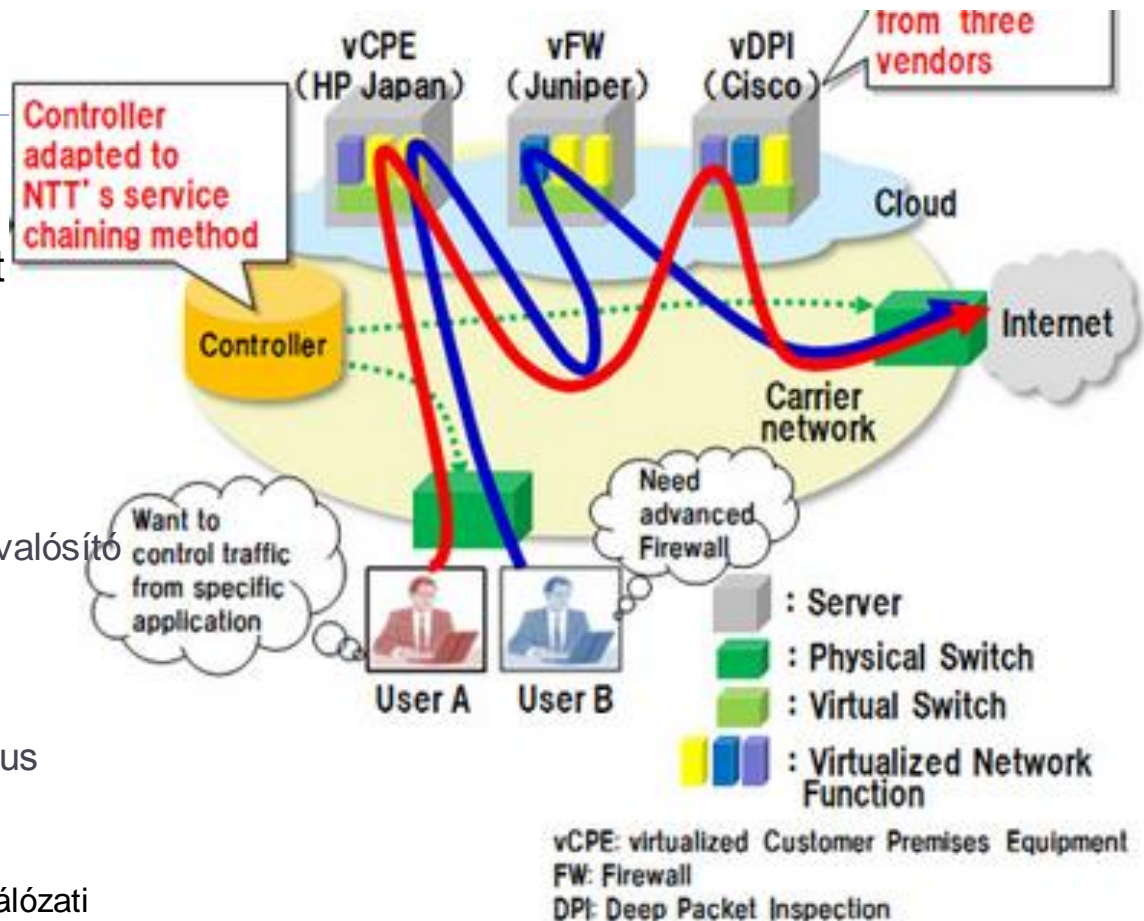 from three
vendors
vCPE
(HP Japan)
vFW
(Juniper)
vDPI
(Cisco)
Controller
adapted to
NTT's service
chaining method
Cloud
t
Controller
Internet
Carrier
network
Need
advanced
Firewall
Want to
control traffic
from specific
application
valósító
User A
User B
: Server
: Physical Switch
: Virtual Switch
: Virtualized Network
Function
us
vCPE: virtualized Customer Premises Equipment
FW: Firewall
DPI: Deep Packet Inspection
álózati